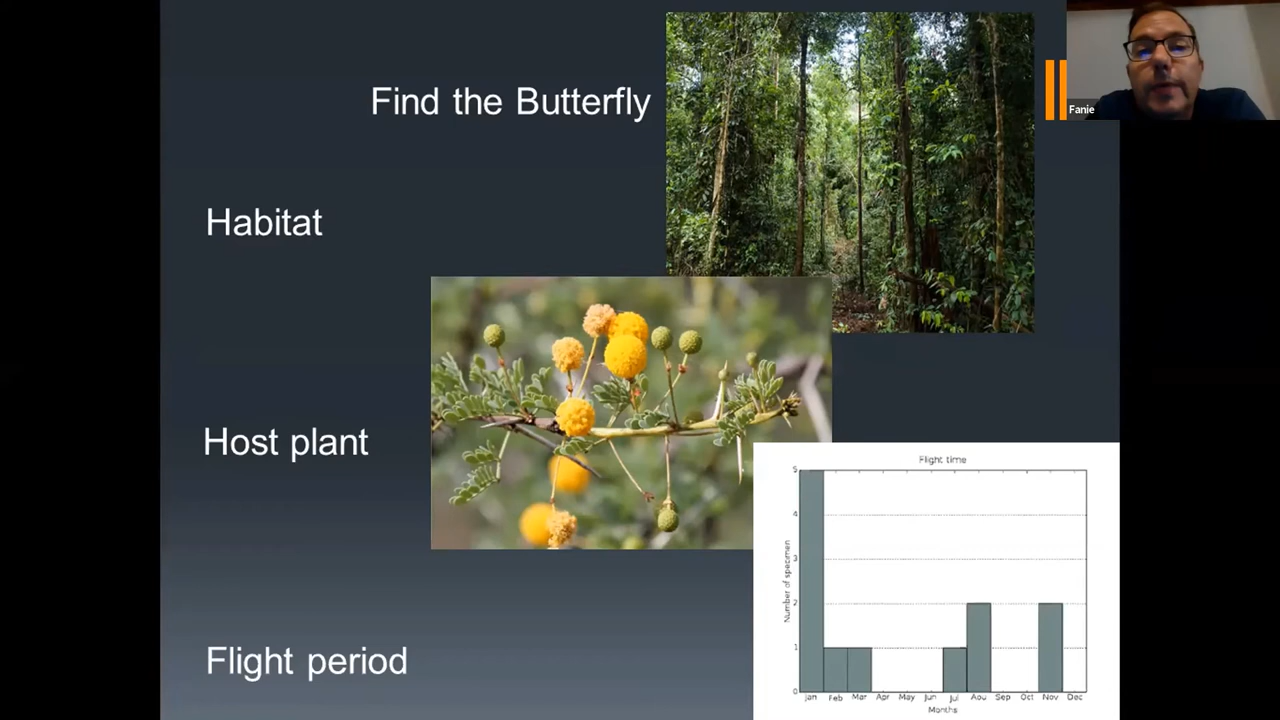 Find the Butterfly
Fanie
Habitat
Host plant
Flight period
Flight time
Number of specimen
5
4
3
2
1
0
Jan Feb Mar Apr May Jun Jul Aou Sep Oct Nov Dec
Months